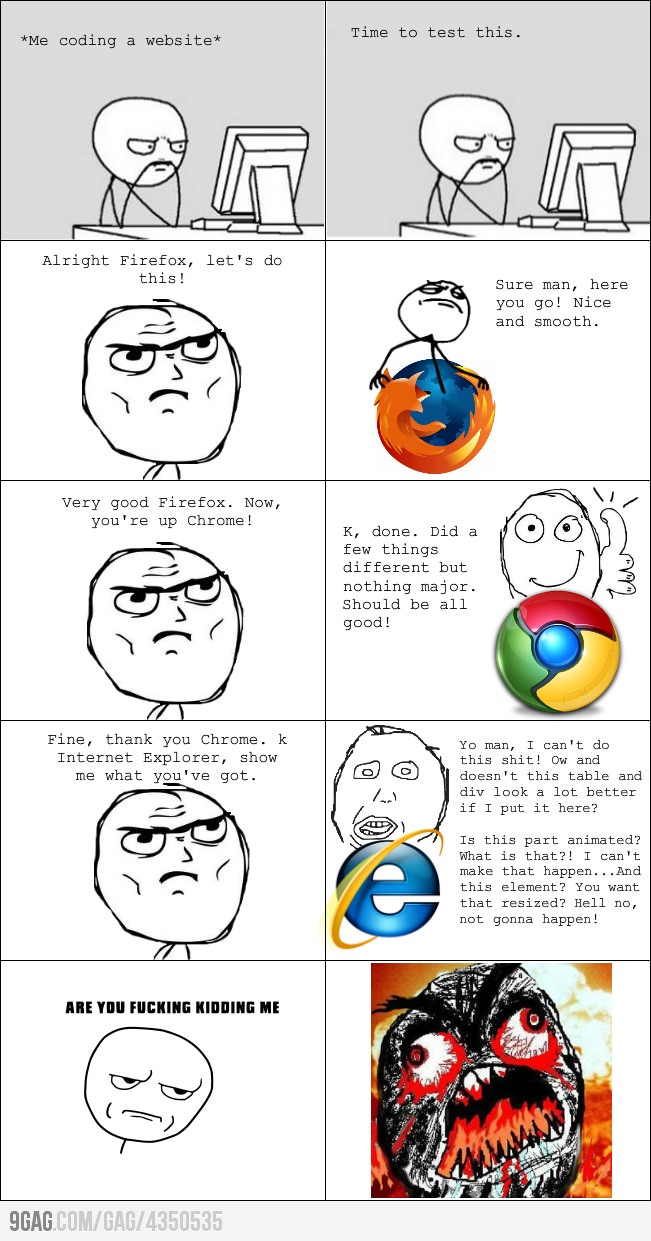 *Me coding a website*
Time to test this.
Alright Firefox, let's do
this!
Sure man, here
you go! Nice
and smooth.
Very good Firefox. Now,
you're up Chrome!
K, done. Did a
few things
different but
nothing major.
Should be all
good!
Fine, thank you Chrome. k
Internet Explorer, show
me what you've got.
Yo man, I can't do
this shit! Ow and
doesn't this table and
div look a lot better
if I put it here?
Is this part animated?
What is that?! I can't
make that happen...And
this element? You want
that resized? Hell no,
not gonna happen!
ARE YOU FUCKING KIDDING ME
9GAG.COM/GAG/4350535